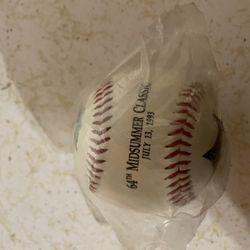 64TH MIDSUMMER CLASSIC
JULY 13, 1993